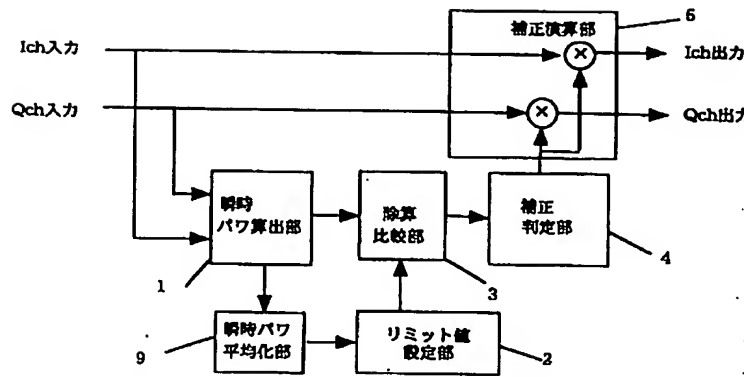 補正演算部
6
Ich入力
Ich出力
Qch入力
Qch出力
瞬時
パワ算出部
除算
比較部
補正
判定部
1
3
4
瞬時パワ
平均化部
リミット値
設定部
9
2